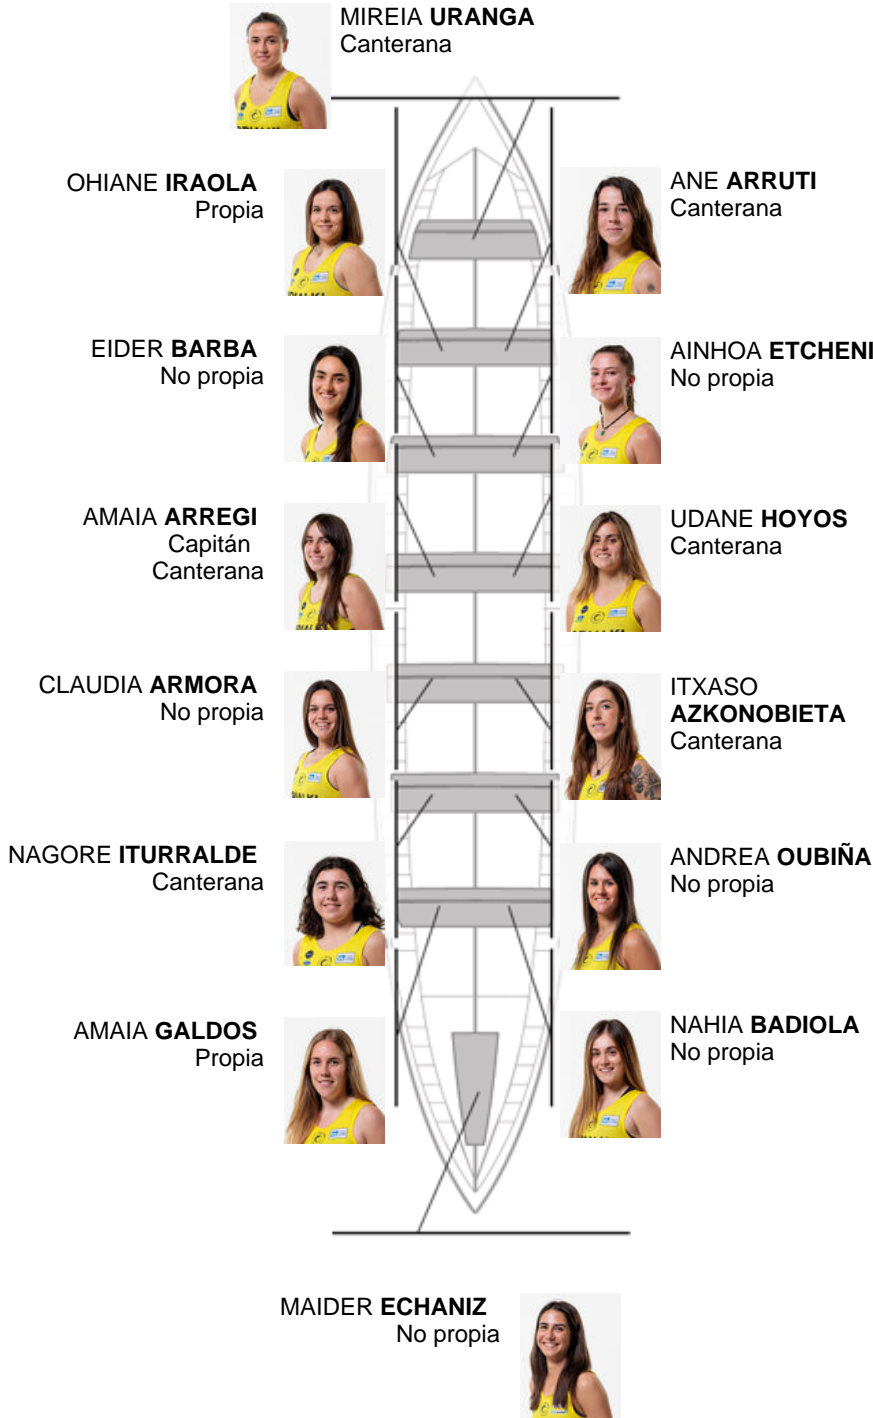 MIREIA URANGA
Canterana
OHIANE IRAOLA
Propia
ANE ARRUTI
Canterana
EIDER BARBA
No propia
AINHOA ETCHENI
No propia
AMAIA ARREGI
Capitán
Canterana
UDANE HOYOS
Canterana
CLAUDIA ARMORA
No propia
ITXASO
AZKONOBIETA
Canterana
NAGORE ITURRALDE
Canterana
ANDREA OUBIÑA
No propia
AMAIA GALDOS
Propia
NAHIA BADIOLA
No propia
MAIDER ECHANIZ
No propia